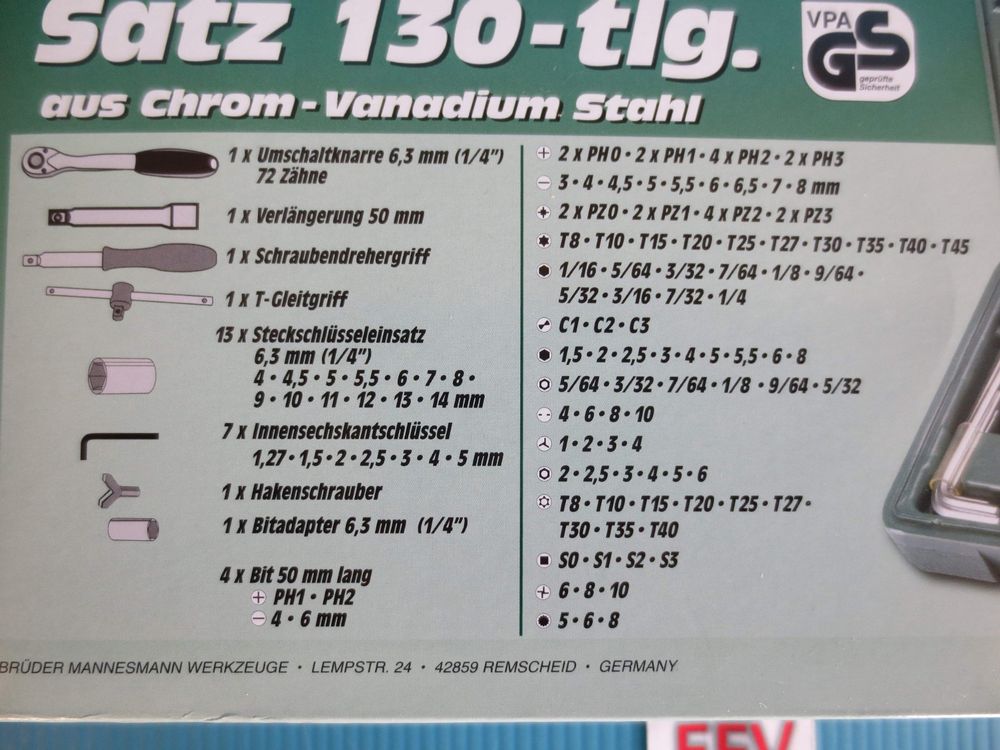 Satz 130-tlg.
aus Chrom-Vanadium Stahl
VPA
GS
geprüfte
Sicherheit
1 x Umschaltknarre 6,3 mm (1/4")
72 Zähne
1 x Verlängerung 50 mm
1 x Schraubendrehergriff
1 x T-Gleitgriff
13 x Steckschlüsseleinsatz
6,3 mm (1/4")
4 · 4,5 · 5 · 5,5 · 6 · 7 · 8 ·
9 · 10 · 11 · 12 · 13 · 14 mm
7 x Innensechskantschlüssel
1,27 · 1,5 · 2 · 2,5 · 3 · 4 · 5 mm
1 x Hakenschrauber
1 x Bitadapter 6,3 mm (1/4")
4 x Bit 50 mm lang
PH1 · PH2
4 · 6 mm
2 x PH0 · 2 x PH1 · 4 x PH2 · 2 x PH3
3 · 4 · 4,5 · 5 · 5,5 · 6 · 6,5 · 7 · 8 mm
2 x PZ0 · 2 x PZ1 · 4 x PZ2 · 2 x PZ3
T8 · T10 · T15 · T20 · T25 · T27 · T30 · T35 · T40 · T45
1/16 · 5/64 · 3/32 · 7/64 · 1/8 · 9/64 ·
5/32 · 3/16 · 7/32 · 1/4
C1 · C2 · C3
1,5 · 2 · 2,5 · 3 · 4 · 5 · 5,5 · 6 · 8
5/64 · 3/32 · 7/64 · 1/8 · 9/64 · 5/32
4 · 6 · 8 · 10
1 · 2 · 3 · 4
2 · 2,5 · 3 · 4 · 5 · 6
T8 · T10 · T15 · T20 · T25 · T27 ·
T30 · T35 · T40
S0 · S1 · S2 · S3
6 · 8 · 10
5 · 6 · 8
BRÜDER MANNESMANN WERKZEUGE · LEMPSTR. 24 · 42859 REMSCHEID · GERMANY